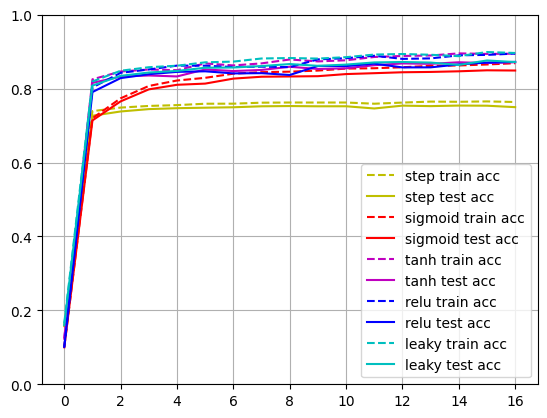 1.0
0.8
0.6
0.4
0.2
0.0
step train acc
step test acc
sigmoid train acc
sigmoid test acc
tanh train acc
tanh test acc
relu train acc
relu test acc
leaky train acc
leaky test acc
0 2 4 6 8 10 12 14 16